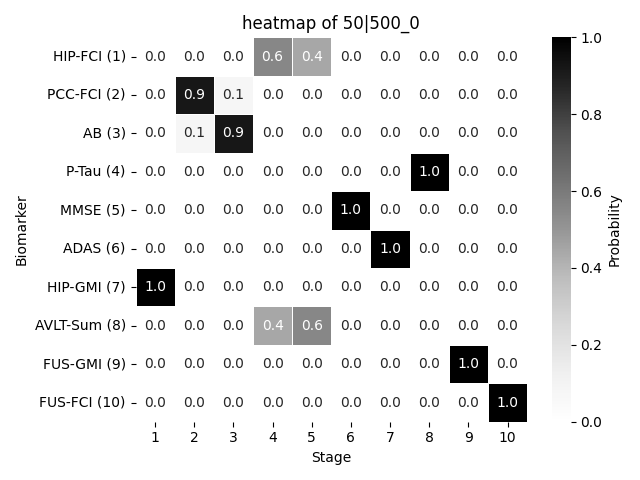 heatmap of 50|500_0
HIP-FCI (1) 0.0 0.0 0.0 0.6 0.4 0.0 0.0 0.0 0.0 0.0
PCC-FCI (2) 0.0 0.9 0.1 0.0 0.0 0.0 0.0 0.0 0.0 0.0
AB (3) 0.0 0.1 0.9 0.0 0.0 0.0 0.0 0.0 0.0 0.0
P-Tau (4) 0.0 0.0 0.0 0.0 0.0 0.0 0.0 1.0 0.0 0.0
MMSE (5) 0.0 0.0 0.0 0.0 0.0 1.0 0.0 0.0 0.0 0.0
ADAS (6) 0.0 0.0 0.0 0.0 0.0 0.0 1.0 0.0 0.0 0.0
HIP-GMI (7) 1.0 0.0 0.0 0.0 0.0 0.0 0.0 0.0 0.0 0.0
AVLT-Sum (8) 0.0 0.0 0.0 0.4 0.6 0.0 0.0 0.0 0.0 0.0
FUS-GMI (9) 0.0 0.0 0.0 0.0 0.0 0.0 0.0 0.0 1.0 0.0
FUS-FCI (10) 0.0 0.0 0.0 0.0 0.0 0.0 0.0 0.0 0.0 1.0
1 2 3 4 5 6 7 8 9 10
Stage
Biomarker
1.0
0.8
0.6
0.4
0.2
0.0
Probability